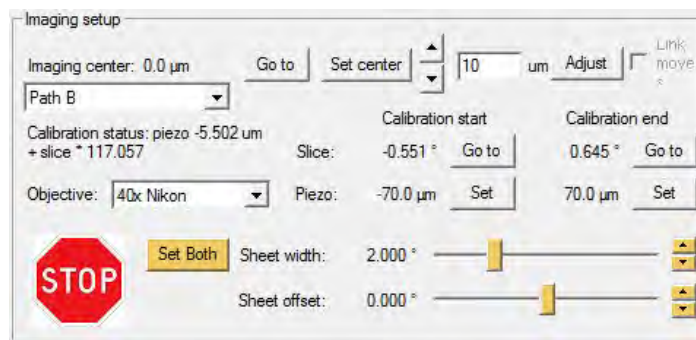 Imaging setup
Imaging center: 0.0 µm Go to Set center 10 um Adjust Link
move
s
Path B
Calibration start Calibration end
Calibration status: piezo -5.502 um
+ slice * 117.057
Slice: -0.551 ° Go to 0.645 ° Go to
Objective: 40x Nikon Piezo: -70.0 µm Set 70.0 µm Set
STOP Set Both Sheet width: 2.000 °
Sheet offset: 0.000 °